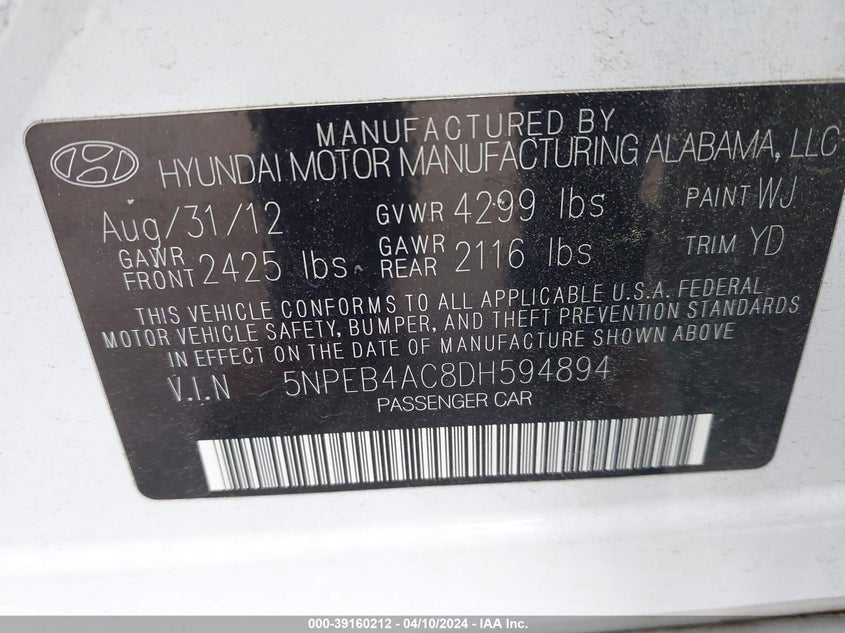 MANUFACTURED BY
HYUNDAI MOTOR MANUFACTURING ALABAMA, LLC
Aug/31/12 GVWR 4299 lbs PAINT WJ
GAWR FRONT 2425 lbs GAWR REAR 2116 lbs TRIM YD
THIS VEHICLE CONFORMS TO ALL APPLICABLE U.S.A. FEDERAL
MOTOR VEHICLE SAFETY, BUMPER, AND THEFT PREVENTION STANDARDS
IN EFFECT ON THE DATE OF MANUFACTURE SHOWN ABOVE
V.I.N 5NPEB4AC8DH594894
PASSENGER CAR
000-39160212 - 04/10/2024 - IAA Inc.